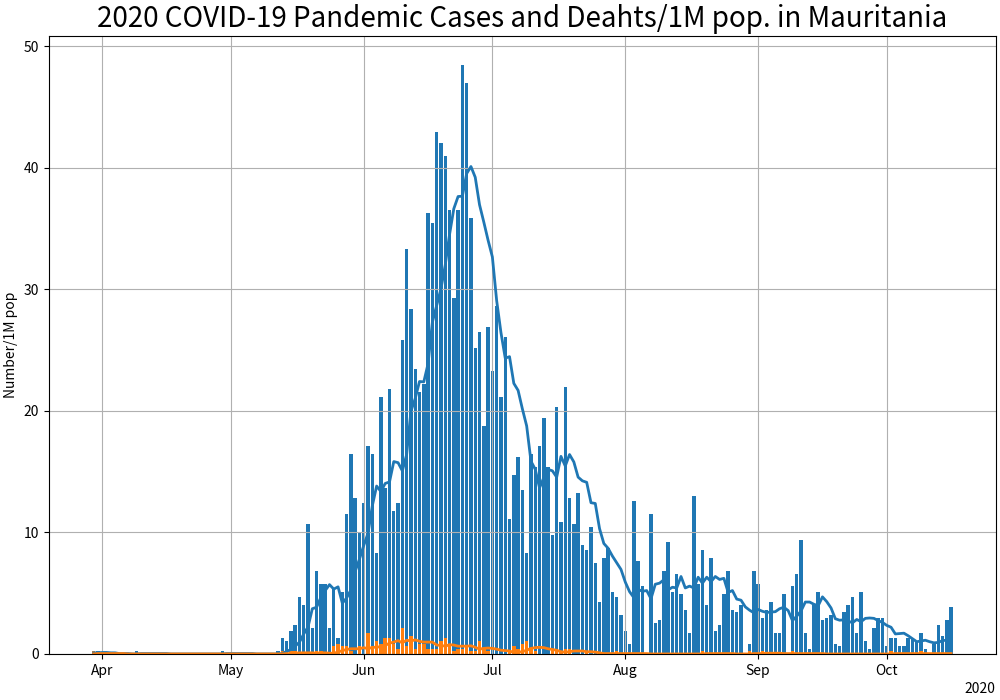 2020 COVID-19 Pandemic Cases and Deahts/1M pop. in Mauritania
Number/1M pop
50
40
30
20
10
0
Apr
May
Jun
Jul
Aug
Sep
Oct
2020